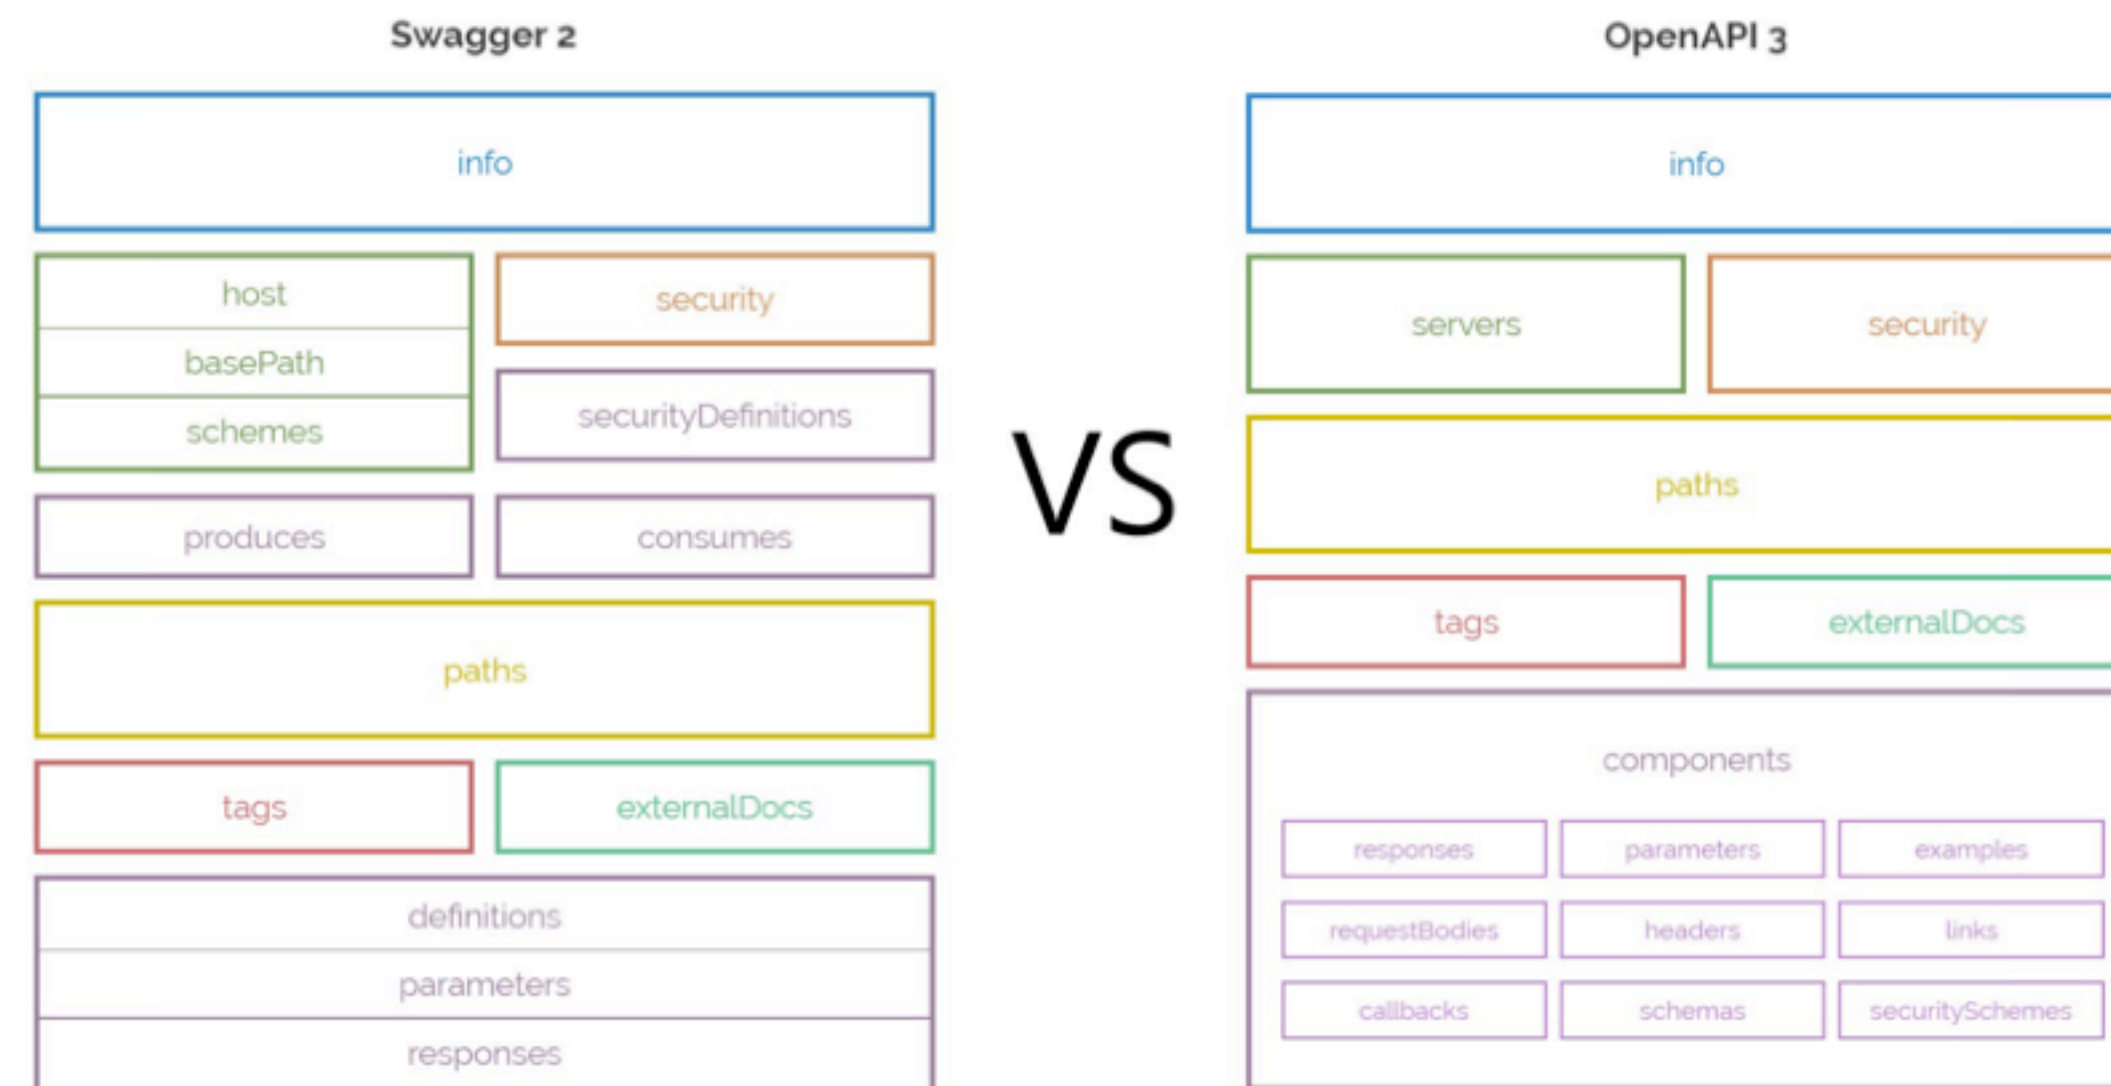 Swagger 2
info
host
basePath
schemes
security
securityDefinitions
produces
consumes
paths
tags
externalDocs
definitions
parameters
responses
VS
OpenAPI 3
info
servers
security
paths
tags
externalDocs
components
responses
parameters
examples
requestBodies
headers
links
callbacks
schemas
securitySchemes